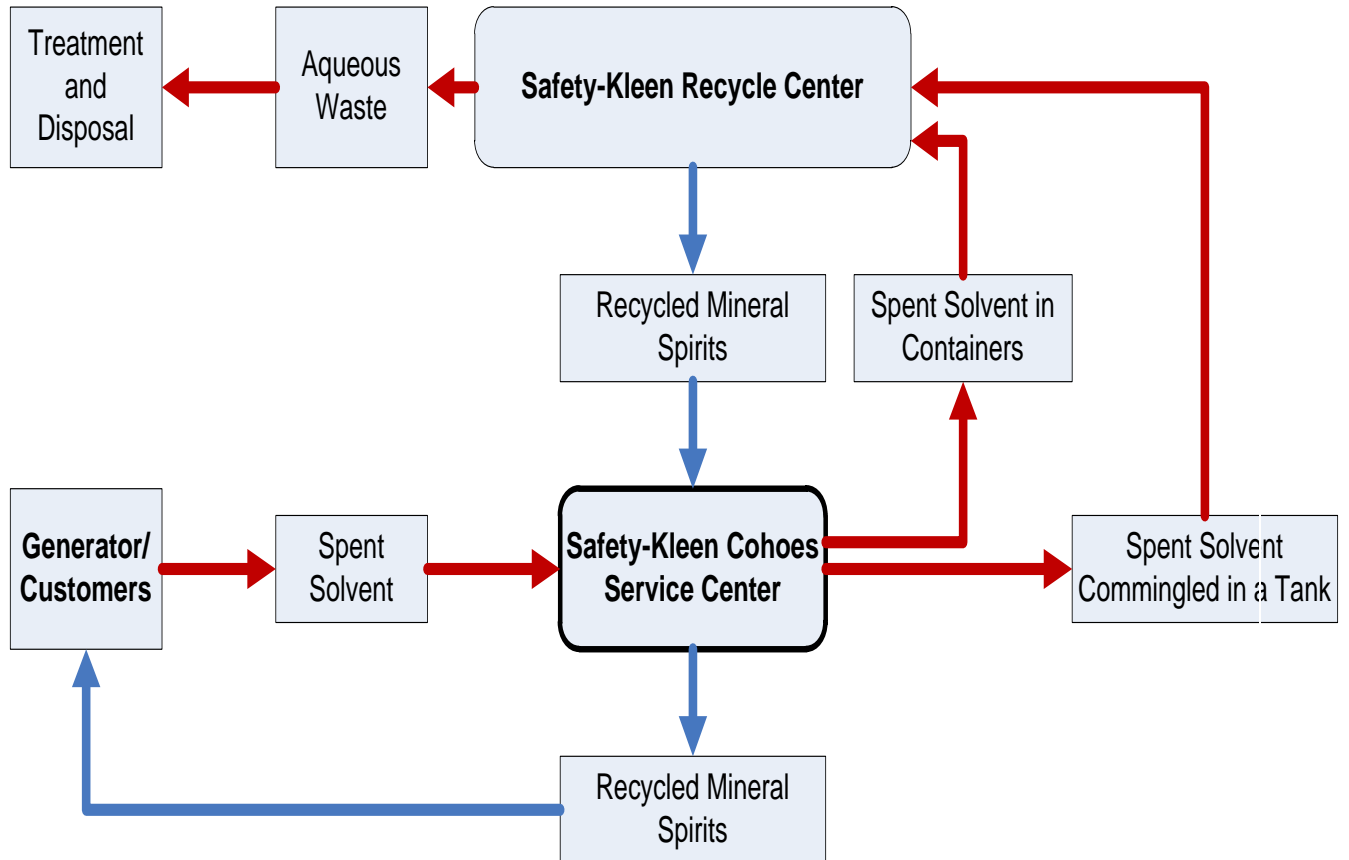 Treatment
and
Disposal
Aqueous
Waste
Safety-Kleen Recycle Center
Recycled Mineral
Spirits
Spent Solvent in
Containers
Generator/
Customers
Spent
Solvent
Safety-Kleen Cohoes
Service Center
Spent Solvent
Commingled in a Tank
Recycled Mineral
Spirits